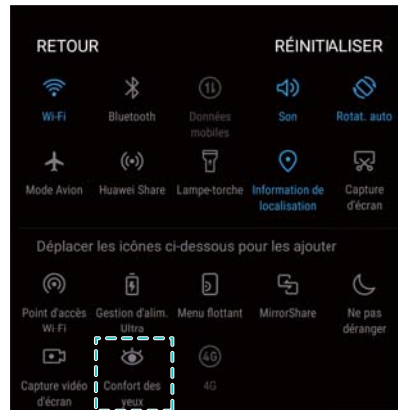 RETOUR RÉINITIALISER
Wi-Fi Bluetooth Données mobiles Son Rotat. auto
Mode Avion Huawei Share Lampe-torche Information de localisation Capture d'écran
Déplacer les icônes ci-dessous pour les ajouter
Point d'accès Wi-Fi Gestion d'alim. Ultra Menu flottant MirrorShare Ne pas déranger
4G
Capture vidéo d'écran Confort des yeux 4G